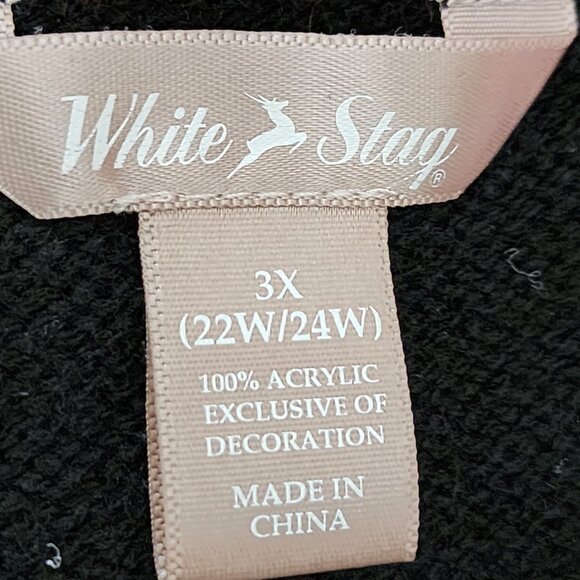 White Stag®
3X
(22W/24W)
100% ACRYLIC
EXCLUSIVE OF
DECORATION
MADE IN
CHINA